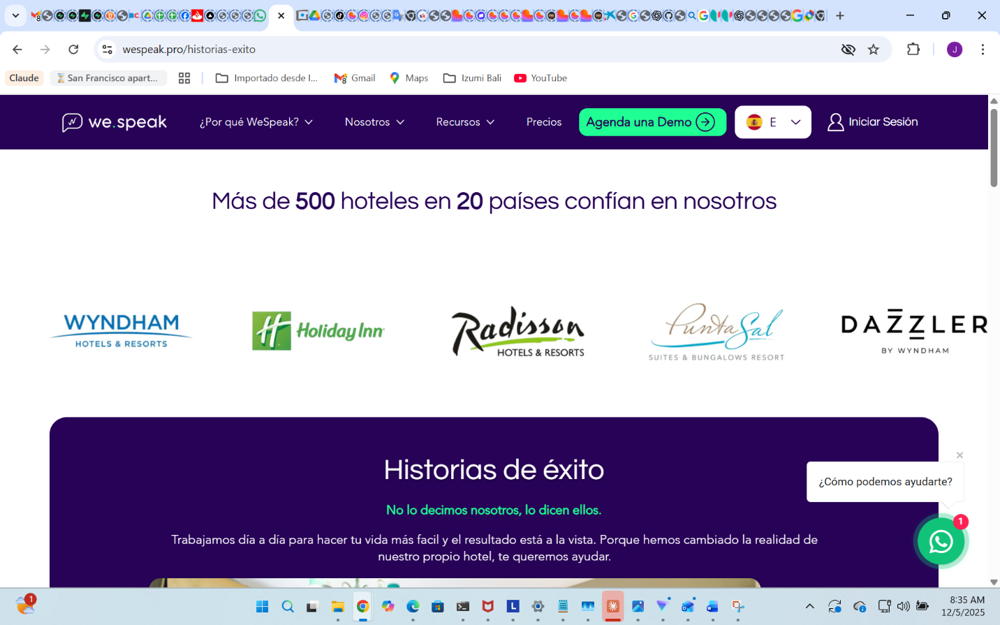 wespeak.pro/historias-exito
J
Claude
San Francisco apart...
Importado desde I...
Gmail
Maps
Izumi Bali
YouTube
we.speak
¿Por qué WeSpeak?
Nosotros
Recursos
Precios
Agenda una Demo
E
Iniciar Sesión
Más de 500 hoteles en 20 países confían en nosotros
WYNDHAM
HOTELS & RESORTS
H Holiday Inn
Radisson
HOTELS & RESORTS
Punta Sal
SUITES & BUNGALOWS RESORT
DAZZLER
BY WYNDHAM
Historias de éxito
No lo decimos nosotros, lo dicen ellos.
Trabajamos día a día para hacer tu vida más facil y el resultado está a la vista. Porque hemos cambiado la realidad de
nuestro propio hotel, te queremos ayudar.
¿Cómo podemos ayudarte?
1
1
8:35 AM
12/5/2025